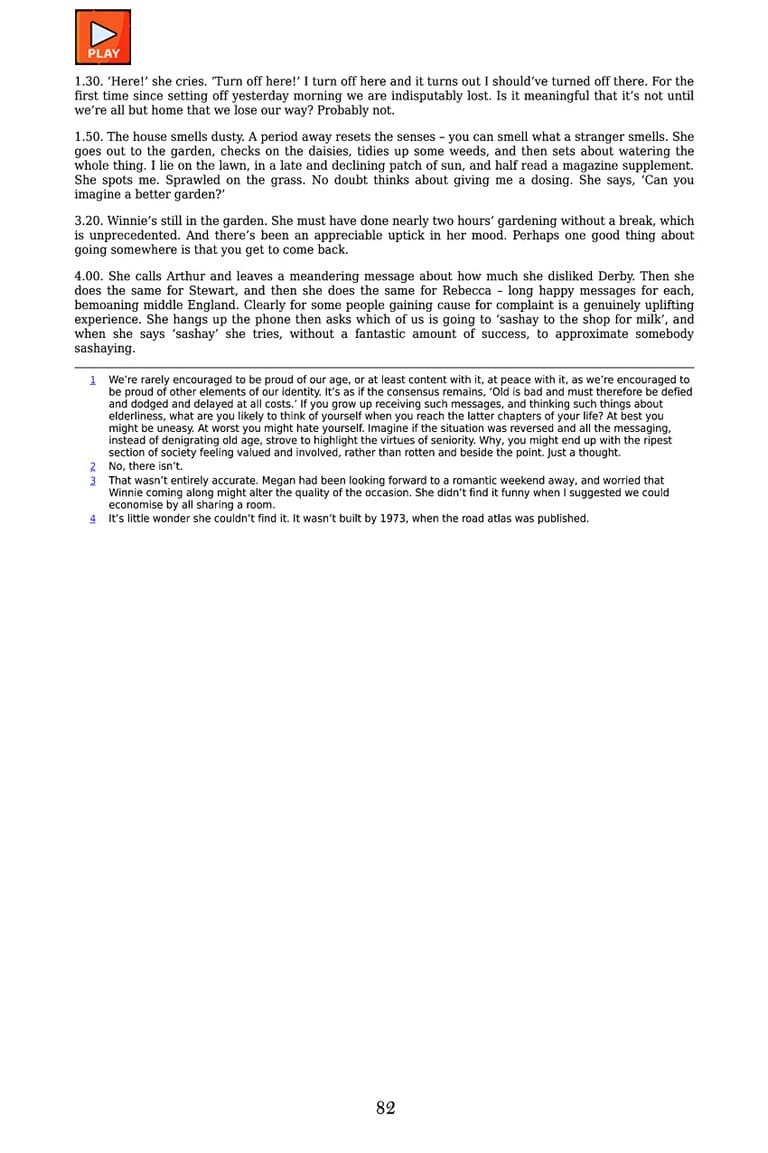 PLAY
1.30. ‘Here!’ she cries. ‘Turn off here!’ I turn off here and it turns out I should’ve turned off there. For the
first time since setting off yesterday morning we are indisputably lost. Is it meaningful that it’s not until
we’re all but home that we lose our way? Probably not.
1.50. The house smells dusty. A period away resets the senses – you can smell what a stranger smells. She
goes out to the garden, checks on the daisies, tidies up some weeds, and then sets about watering the
whole thing. I lie on the lawn, in a late and declining patch of sun, and half read a magazine supplement.
She spots me. Sprawled on the grass. No doubt thinks about giving me a dosing. She says, ‘Can you
imagine a better garden?’
3.20. Winnie’s still in the garden. She must have done nearly two hours’ gardening without a break, which
is unprecedented. And there’s been an appreciable uptick in her mood. Perhaps one good thing about
going somewhere is that you get to come back.
4.00. She calls Arthur and leaves a meandering message about how much she disliked Derby. Then she
does the same for Stewart, and then she does the same for Rebecca – long happy messages for each,
bemoaning middle England. Clearly for some people gaining cause for complaint is a genuinely uplifting
experience. She hangs up the phone then asks which of us is going to ‘sashay to the shop for milk’, and
when she says ‘sashay’ she tries, without a fantastic amount of success, to approximate somebody
sashaying.
1 We’re rarely encouraged to be proud of our age, or at least content with it, at peace with it, as we’re encouraged to
be proud of other elements of our identity. It’s as if the consensus remains, ‘Old is bad and must therefore be defied
and dodged and delayed at all costs.’ If you grow up receiving such messages, and thinking such things about
elderliness, what are you likely to think of yourself when you reach the latter chapters of your life? At best you
might be uneasy. At worst you might hate yourself. Imagine if the situation was reversed and all the messaging,
instead of denigrating old age, strove to highlight the virtues of seniority. Why, you might end up with the ripest
section of society feeling valued and involved, rather than rotten and beside the point. Just a thought.
2 No, there isn’t.
3 That wasn’t entirely accurate. Megan had been looking forward to a romantic weekend away, and worried that
Winnie coming along might alter the quality of the occasion. She didn’t find it funny when I suggested we could
economise by all sharing a room.
4 It’s little wonder she couldn’t find it. It wasn’t built by 1973, when the road atlas was published.
82